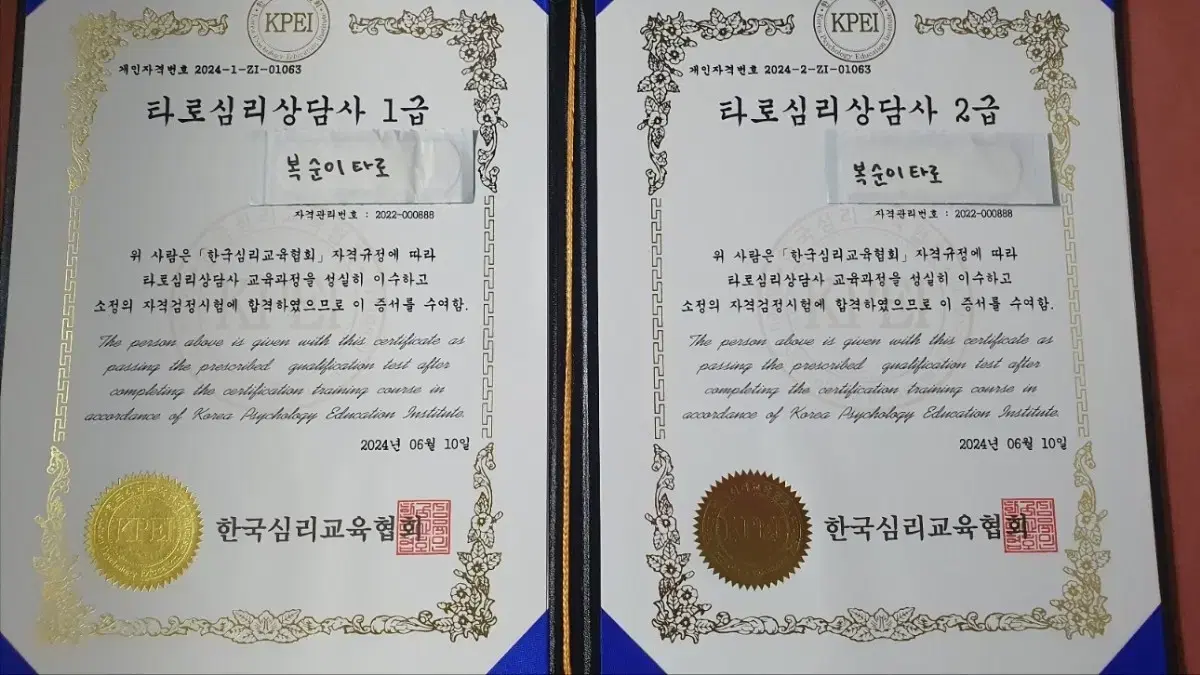 KPEI
Korea Psychology Education Institute
개인자격번호 2024-1-ZI-01063
타로심리상담사 1급
복순이타로
자격관리번호 : 2022-000888
위 사람은「한국심리교육협회」자격규정에 따라
타로심리상담사 교육과정을 성실히 이수하고
소정의 자격검정시험에 합격하였으므로 이 증서를 수여함.
The person above is given with this certificate as
passing the prescribed qualification test after
completing the certification training course in
accordance of Korea Psychology Education Institute.
2024년 06월 10일
KPEI
한국심리교육협회
KPEI
Korea Psychology Education Institute
개인자격번호 2024-2-ZI-01063
타로심리상담사 2급
복순이타로
자격관리번호 : 2022-000888
위 사람은「한국심리교육협회」자격규정에 따라
타로심리상담사 교육과정을 성실히 이수하고
소정의 자격검정시험에 합격하였으므로 이 증서를 수여함.
The person above is given with this certificate as
passing the prescribed qualification test after
completing the certification training course in
accordance of Korea Psychology Education Institute.
2024년 06월 10일
KPEI
한국심리교육협회